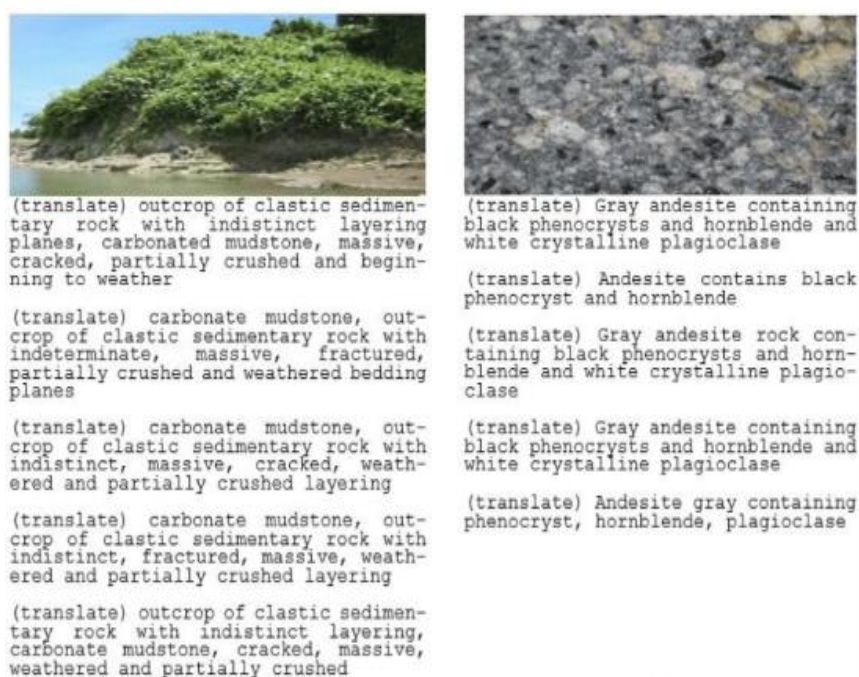 (translate) outcrop of clastic sedimen-
tary rock with indistinct layering
planes, carbonated mudstone, massive,
cracked, partially crushed and begin-
ning to weather
(translate) carbonate mudstone, out-
crop of clastic sedimentary rock with
indeterminate, massive, fractured,
partially crushed and weathered bedding
planes
(translate) carbonate mudstone, out-
crop of clastic sedimentary rock with
indistinct, massive, cracked, weath-
ered and partially crushed layering
(translate) carbonate mudstone, out-
crop of clastic sedimentary rock with
indistinct, fractured, massive, weath-
ered and partially crushed layering
(translate) outcrop of clastic sedimen-
tary rock with indistinct layering,
carbonate mudstone, cracked, massive,
weathered and partially crushed
(translate) Gray andesite containing
black phenocrysts and hornblende and
white crystalline plagioclase
(translate) Andesite contains black
phenocryst and hornblende
(translate) Gray andesite rock con-
taining black phenocrysts and horn-
blende and white crystalline plagio-
clase
(translate) Gray andesite containing
black phenocrysts and hornblende and
white crystalline plagioclase
(translate) Andesite gray containing
phenocryst, hornblende, plagioclase